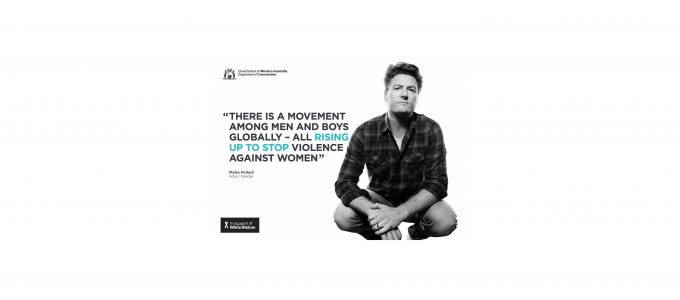 Government of Western Australia
Department of Communities
“THERE IS A MOVEMENT
AMONG MEN AND BOYS
GLOBALLY – ALL RISING
UP TO STOP VIOLENCE
AGAINST WOMEN”
Myles Pollard
Actor / Director
In support of
White Ribbon